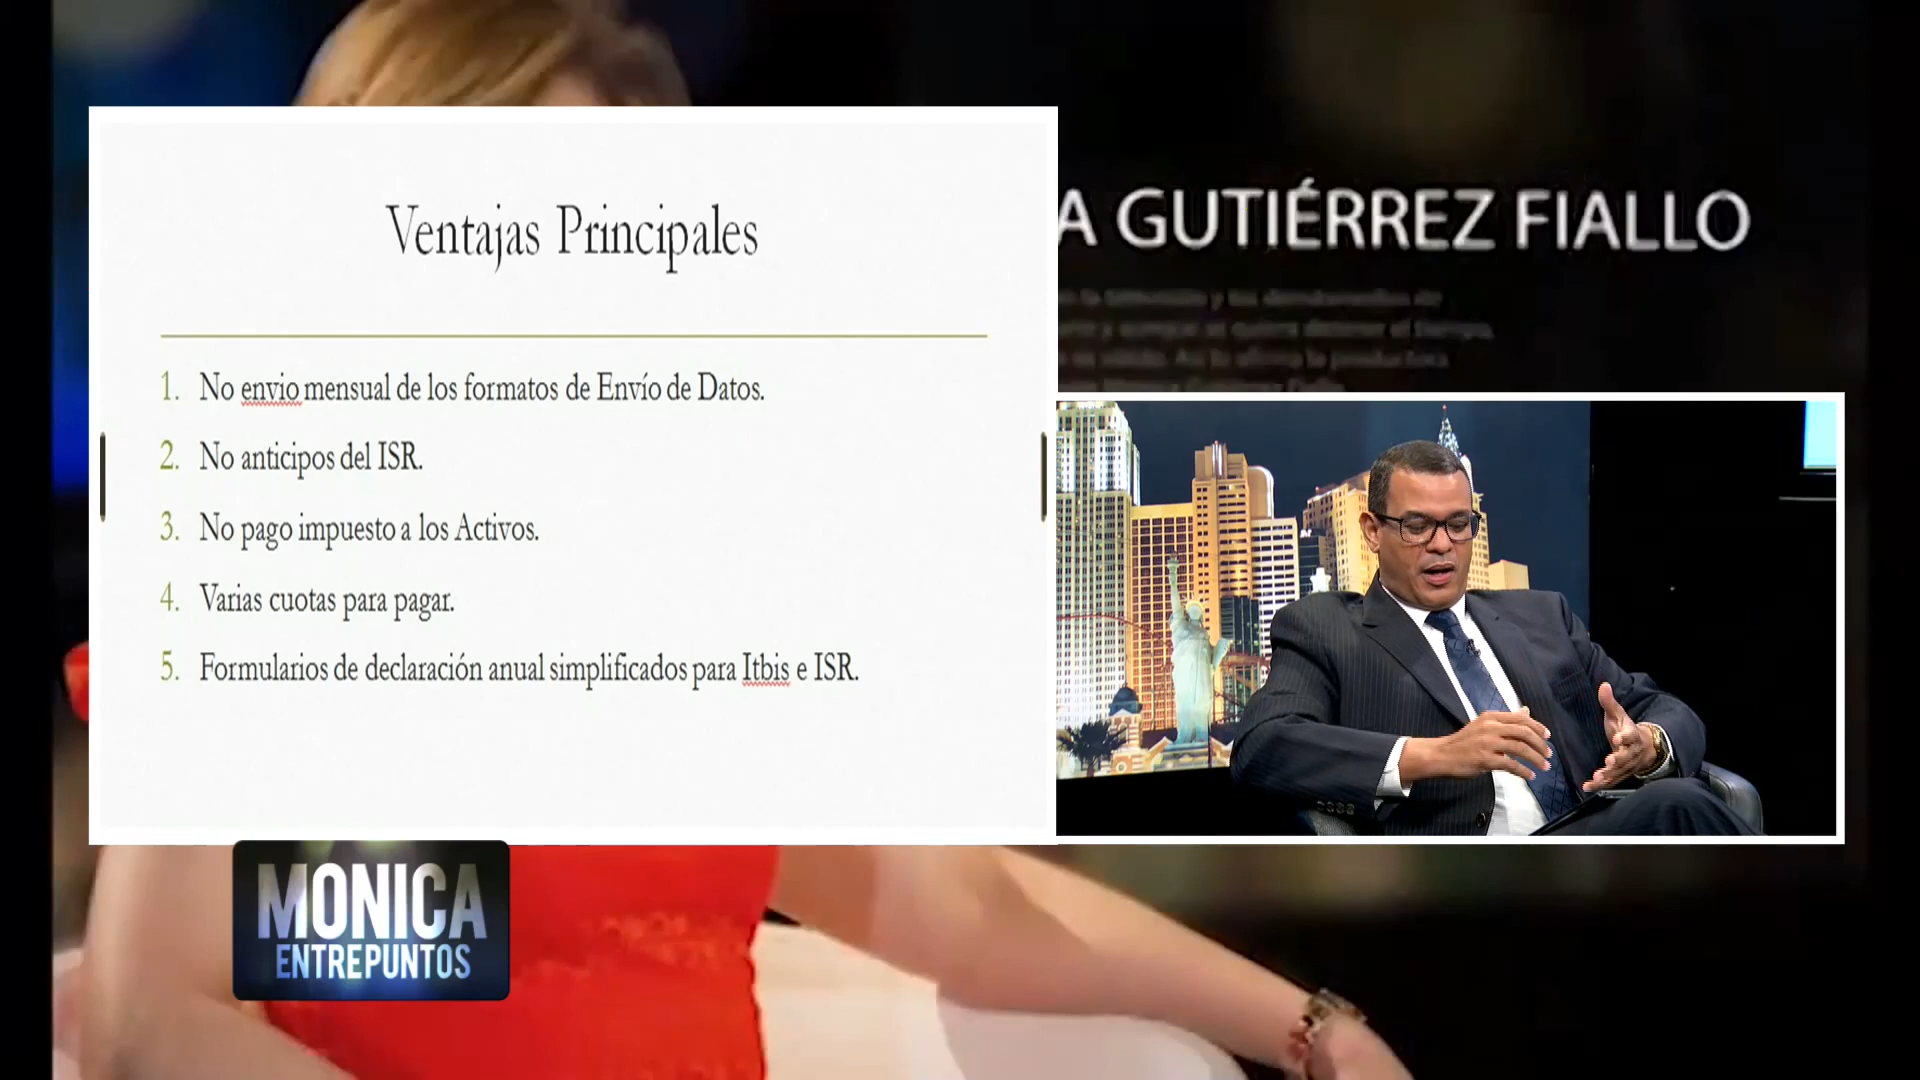 Ventajas Principales
1. No envio mensual de los formatos de Envío de Datos.
2. No anticipos del ISR.
3. No pago impuesto a los Activos.
4. Varias cuotas para pagar.
5. Formularios de declaración anual simplificados para Itbis e ISR.
A GUTIÉRREZ FIALLO
MONICA
ENTREPUNTOS